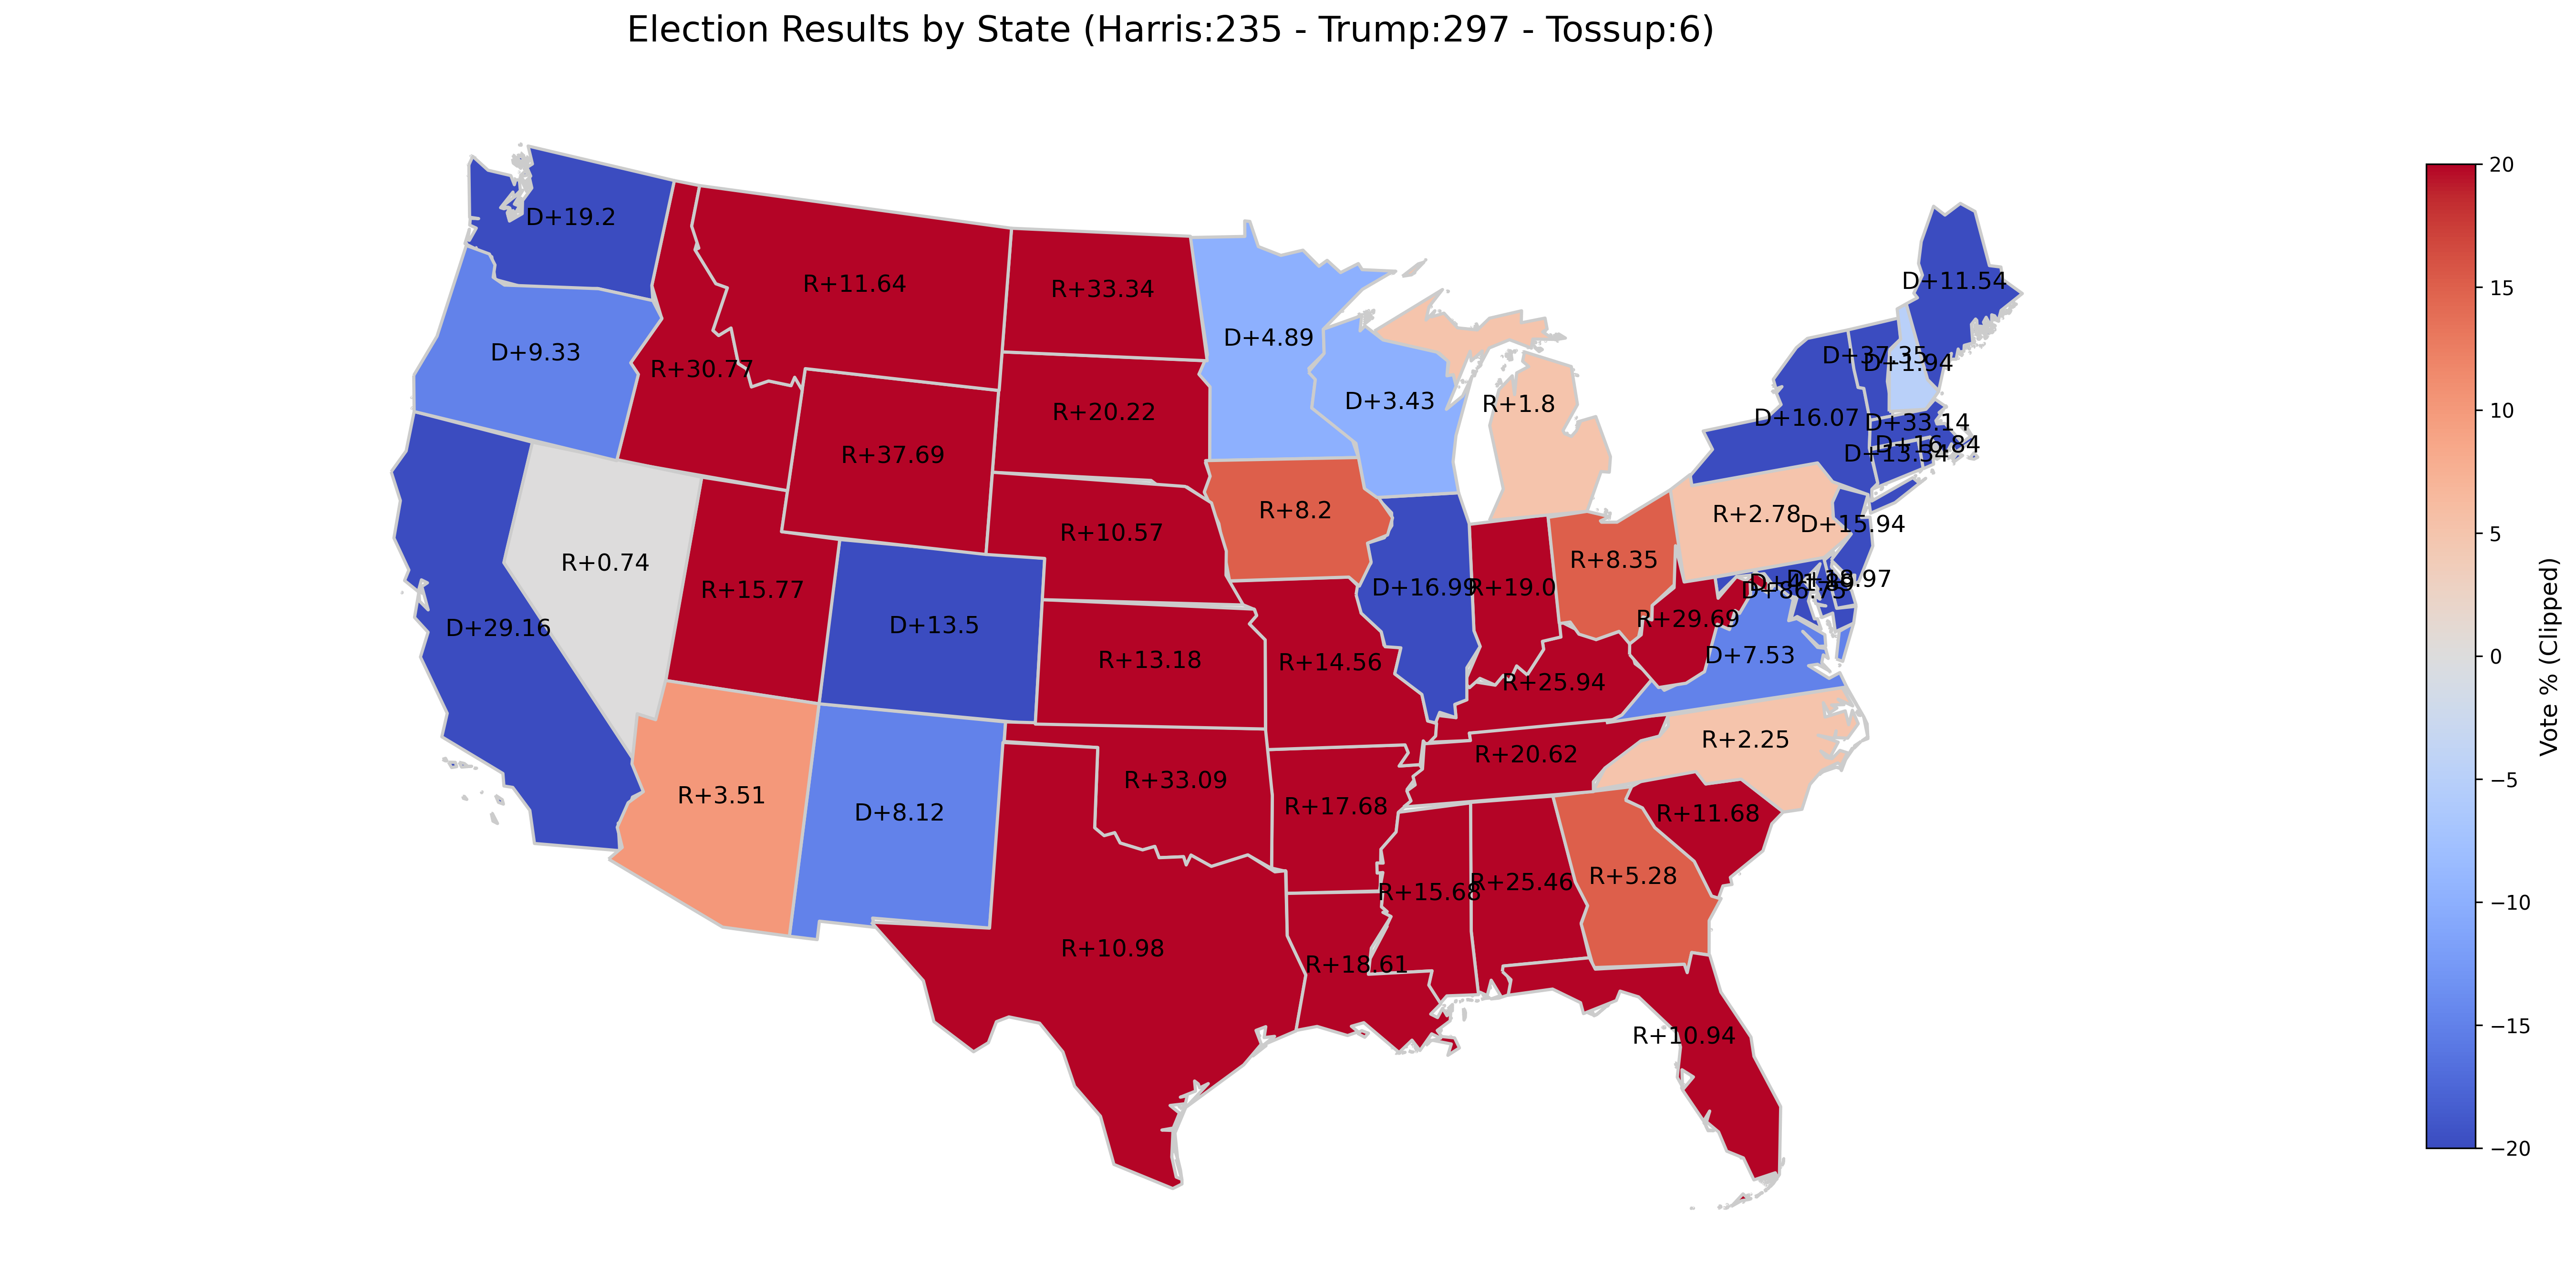 Election Results by State (Harris:235 - Trump:297 - Tossup:6)
D+19.2
R+11.64
R+33.34
D+11.54
D+9.33
R+30.77
D+4.89
D+37.35
D+1.94
R+20.22
D+3.43
R+1.8
D+16.07
D+33.14
D+16.84
D+13.54
R+37.69
R+10.57
R+8.2
R+2.78
D+15.94
R+0.74
R+15.77
R+8.35
D+16.99
R+19.0
D+86.75
D+29.16
D+13.5
R+13.18
R+14.56
R+29.69
R+25.94
D+7.53
R+3.51
D+8.12
R+33.09
R+17.68
R+20.62
R+2.25
R+11.68
R+15.68
R+25.46
R+5.28
R+10.98
R+18.61
R+10.94
20
15
10
5
0
−5
−10
−15
−20
Vote % (Clipped)